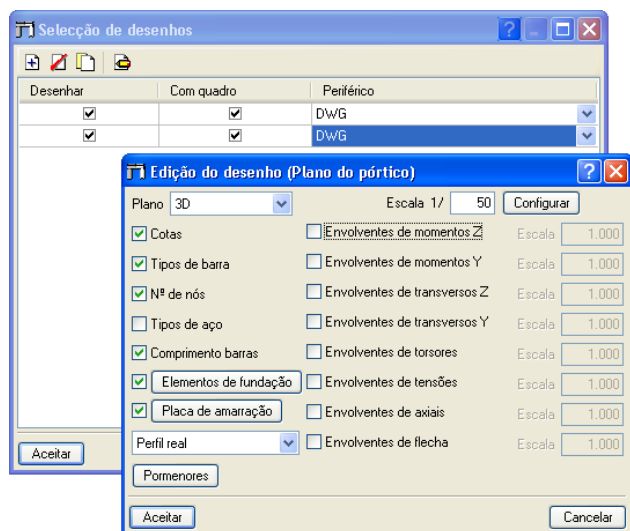 Selecção de desenhos
Desenhar Com quadro Periférico
DWG
DWG
Edição do desenho (Plano do pórtico)
Plano 3D Escala 1/ 50 Configurar
Cotas Envolventes de momentos Z Escala 1.000
Tipos de barra Envolventes de momentos Y Escala 1.000
Nº de nós Envolventes de transversos Z Escala 1.000
Tipos de aço Envolventes de transversos Y Escala 1.000
Comprimento barras Envolventes de torsores Escala 1.000
Elementos de fundação Envolventes de tensões Escala 1.000
Placa de amarração Envolventes de axiais Escala 1.000
Perfil real Envolventes de flecha Escala 1.000
Aceitar
Pormenores
Aceitar Cancelar